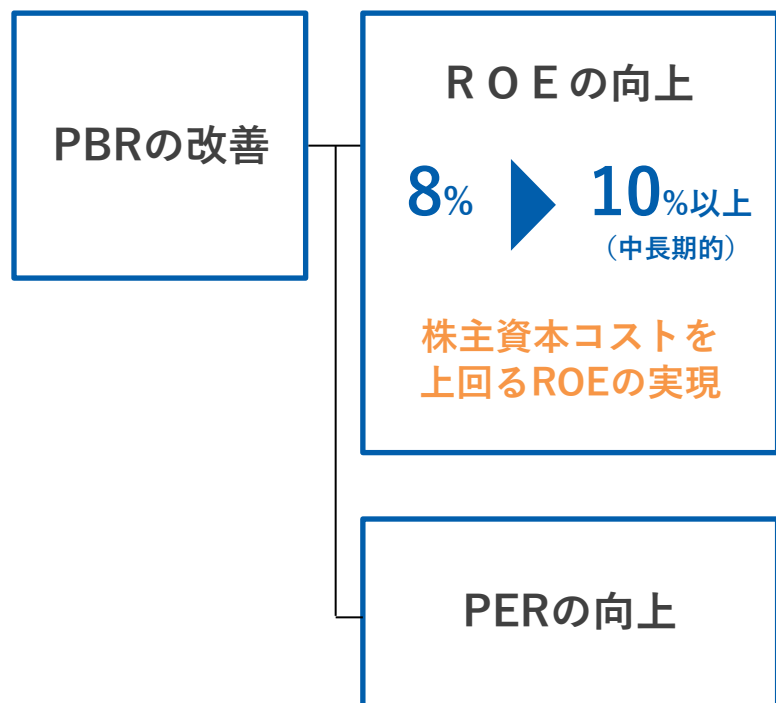 PBRの改善
ＲＯＥの向上
8% 10%以上
（中長期的）
株主資本コストを
上回るROEの実現
PERの向上